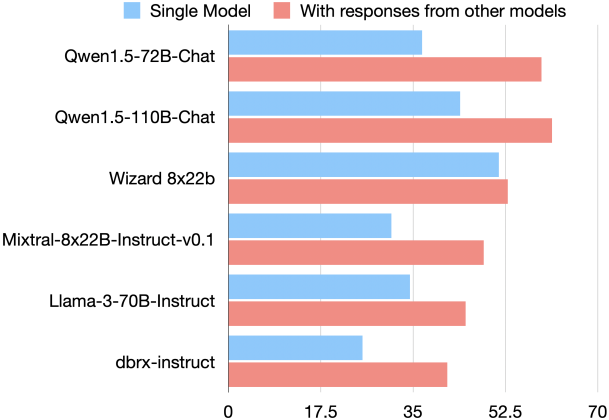 Single Model With responses from other models
Qwen1.5-72B-Chat
Qwen1.5-110B-Chat
Wizard 8x22b
Mixtral-8x22B-Instruct-v0.1
Llama-3-70B-Instruct
dbrx-instruct
0 17.5 35 52.5 70